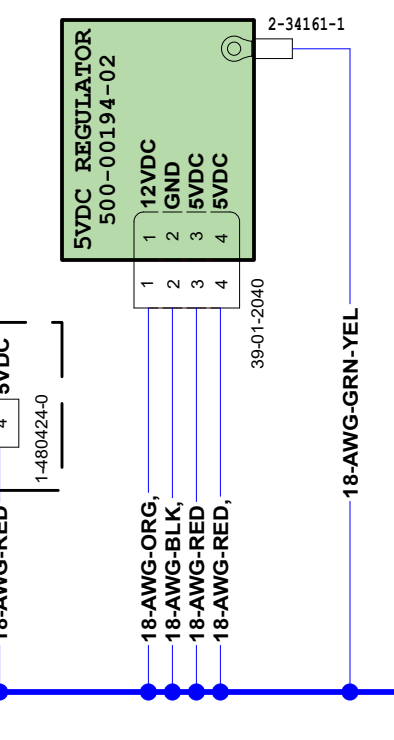 2-34161-1
5VDC REGULATOR
500-00194-02
12VDC
GND
5VDC
5VDC
1
2
3
4
1
2
3
4
39-01-2040
5VDC
4
1-480424-0
18-AWG-RED
18-AWG-ORG,
18-AWG-BLK,
18-AWG-RED
18-AWG-RED,
18-AWG-GRN-YEL